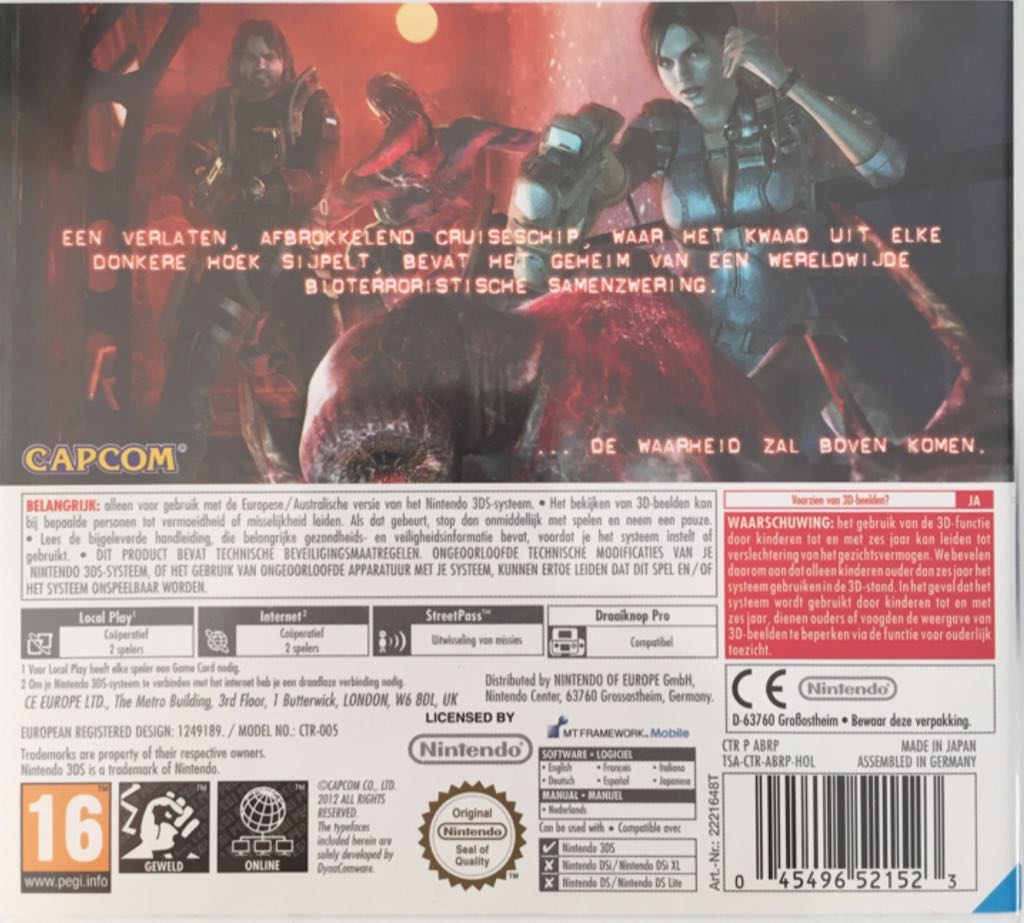 EEN VERLATEN, AFBROKKELEND CRUISESCHIP, WAAR HET KWAAD UIT ELKE
DONKERE HOEK SIJPELT, BEVAT HET GEHEIM VAN EEN WERELDWIJDE
BIOTERRORISTISCHE SAMENZWERING.
... DE WAARHEID ZAL BOVEN KOMEN.
CAPCOM®
BELANGRIJK: alleen voor gebruik met de Europese/Australische versie van het Nintendo 3DS-systeem. • Het bekijken van 3D-beelden kan
bij bepaalde personen tot vermoeidheid of misselijkheid leiden. Als dat gebeurt, stop dan onmiddellijk met spelen en neem een pauze.
• Lees de bijgeleverde handleiding, die belangrijke gezondheids- en veiligheidsinformatie bevat, voordat je het systeem instelt of
gebruikt. • DIT PRODUCT BEVAT TECHNISCHE BEVEILIGINGSMAATREGELEN. ONGEOORLOOFDE TECHNISCHE MODIFICATIES VAN JE
NINTENDO 3DS-SYSTEEM, OF HET GEBRUIK VAN ONGEOORLOOFDE APPARATUUR MET JE SYSTEEM, KUNNEN ERTOE LEIDEN DAT DIT SPEL EN/OF
HET SYSTEEM ONSPEELBAAR WORDEN.
Voorzien van 3D-beelden? JA
WAARSCHUWING: het gebruik van de 3D-functie
door kinderen tot en met zes jaar kan leiden tot
verslechtering van het gezichtsvermogen. We bevelen
daarom aan dat alleen kinderen ouder dan zes jaar het
systeem gebruiken in de 3D-stand. In het geval dat het
systeem wordt gebruikt door kinderen tot en met
zes jaar, dienen ouders of voogden de weergave van
3D-beelden te beperken via de functie voor ouderlijk
toezicht.
Local Play¹
Coöperatief
2 spelers
Internet²
Coöperatief
2 spelers
StreetPass™
Uitwisseling van missies
Draaiknop Pro
Compatibel
1 Voor Local Play heeft elke speler een Game Card nodig.
2 Om je Nintendo 3DS-systeem te verbinden met het internet heb je een draadloze verbinding nodig.
CE EUROPE LTD., The Metro Building, 3rd Floor, 1 Butterwick, LONDON, W6 8DL, UK
Distributed by NINTENDO OF EUROPE GmbH,
Nintendo Center, 63760 Grossostheim, Germany.
CE Nintendo®
D-63760 Großostheim • Bewaar deze verpakking.
EUROPEAN REGISTERED DESIGN: 1249189. / MODEL NO.: CTR-005
Trademarks are property of their respective owners.
Nintendo 3DS is a trademark of Nintendo.
LICENSED BY
Nintendo®
MT FRAMEWORK Mobile
SOFTWARE • LOGICIEL
• English • Français • Italiano
• Deutsch • Español • Japanese
MANUAL • MANUEL
• Nederlands
Can be used with • Compatible avec
Nintendo 3DS
Nintendo DSi/Nintendo DSi XL
Nintendo DS/Nintendo DS Lite
CTR P ABRP MADE IN JAPAN
TSA-CTR-ABRP-HOL ASSEMBLED IN GERMANY
Art.-Nr.: 2221648T
0 45496 52152 3
16™
www.pegi.info
GEWELD
™
ONLINE
™
©CAPCOM CO., LTD.
2012 ALL RIGHTS
RESERVED.
The typefaces
included herein are
solely developed by
DynaComware.
Original
Nintendo
Seal of
Quality
™